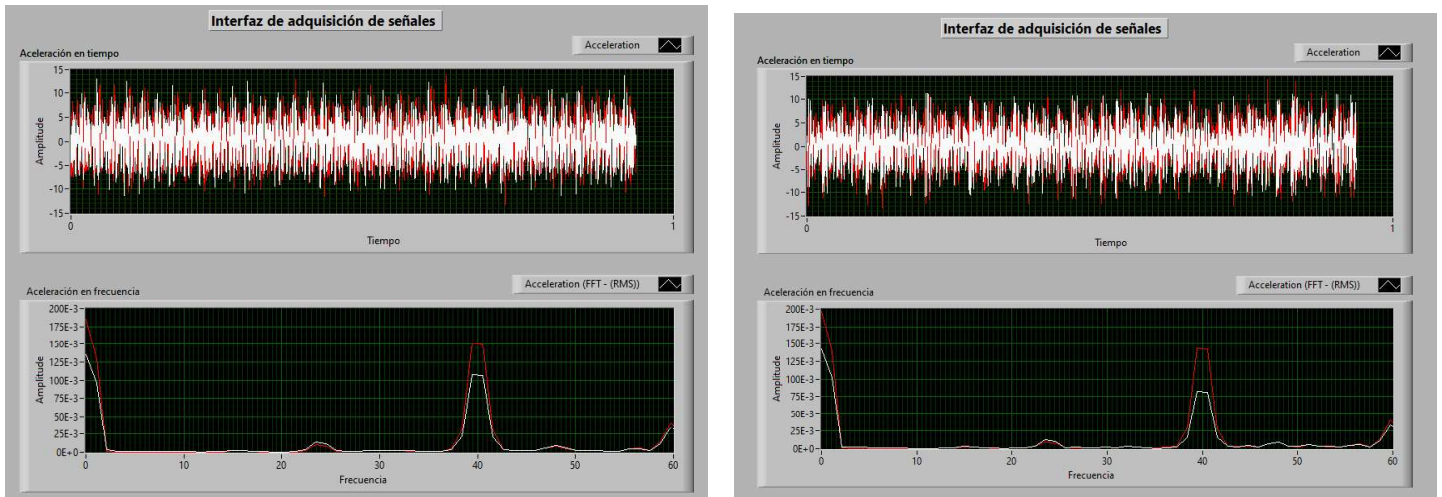 Interfaz de adquisición de señales
Acceleration
Aceleración en tiempo
15
10
5
0
-5
-10
-15
Amplitude
0 1
Tiempo
Acceleration (FFT - (RMS))
Aceleración en frecuencia
200E-3
175E-3
150E-3
125E-3
100E-3
75E-3
50E-3
25E-3
0E+0
Amplitude
0 10 20 30 40 50 60
Frecuencia
Interfaz de adquisición de señales
Acceleration
Aceleración en tiempo
15
10
5
0
-5
-10
-15
Amplitude
0 1
Tiempo
Acceleration (FFT - (RMS))
Aceleración en frecuencia
200E-3
175E-3
150E-3
125E-3
100E-3
75E-3
50E-3
25E-3
0E+0
Amplitude
0 10 20 30 40 50 60
Frecuencia